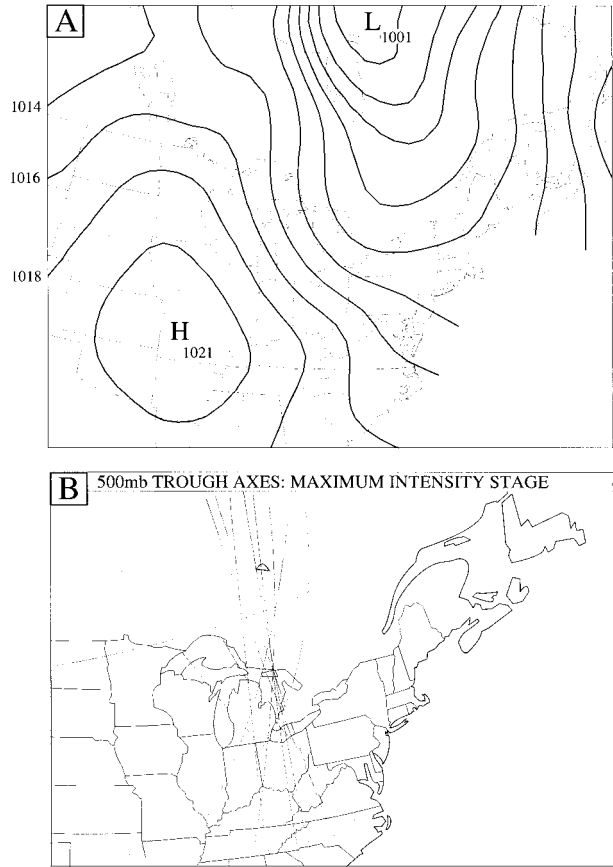 A
L
1001
1014
1016
1018
H
1021
B 500mb TROUGH AXES: MAXIMUM INTENSITY STAGE